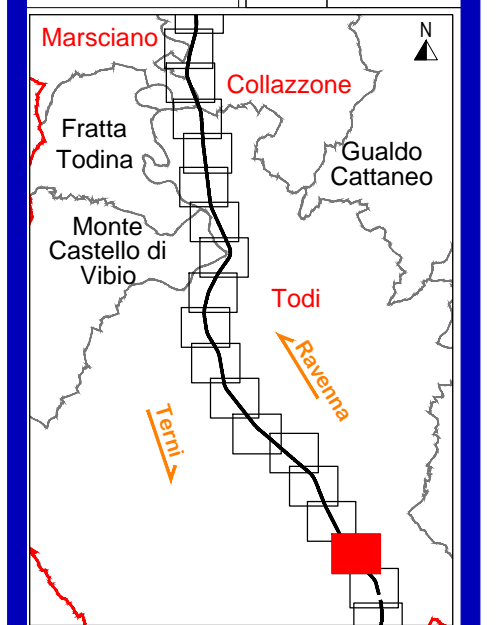 N
Marsciano
Collazzone
Fratta
Todina
Gualdo
Cattaneo
Monte
Castello di
Vibio
Todi
Ravenna
Terni